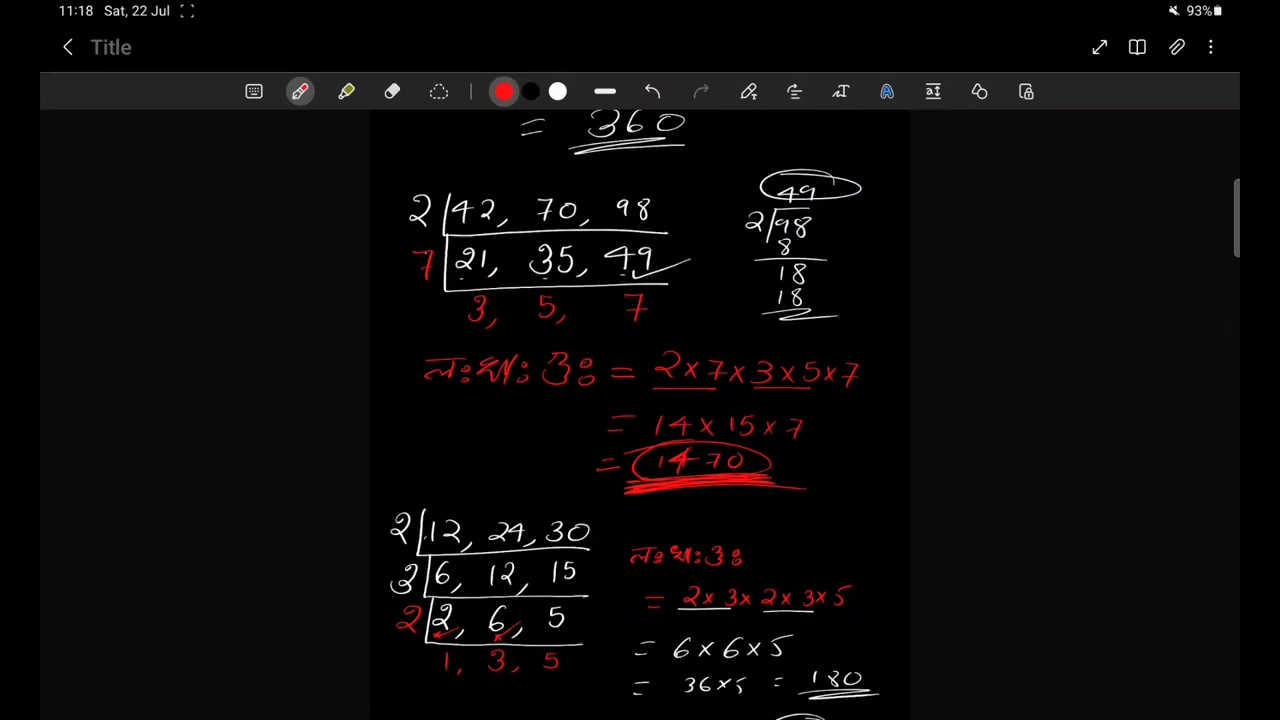 11:18 Sat, 22 Jul 93%
Title
= 360
2 42, 70, 98
7 21, 35, 49
3, 5, 7
49
2 98
8
18
18
লঃ সাঃ গুঃ = 2 × 7 × 3 × 5 × 7
= 14 × 15 × 7
= 1470
2 12, 24, 30
3 6, 12, 15
2 2, 6, 5
1, 3, 5
লঃ সাঃ গুঃ
= 2 × 3 × 2 × 3 × 5
= 6 × 6 × 5
= 36 × 5 = 180